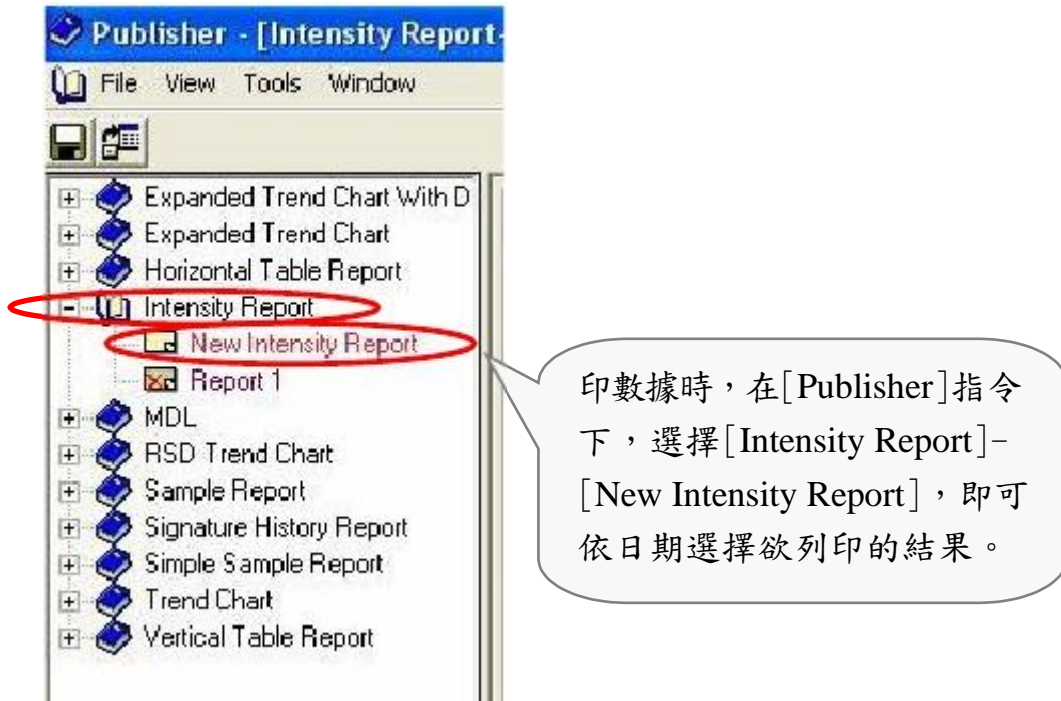 Publisher - [Intensity Report-
File View Tools Window
Expanded Trend Chart With D
Expanded Trend Chart
Horizontal Table Report
Intensity Report
New Intensity Report
Report 1
MDL
RSD Trend Chart
Sample Report
Signature History Report
Simple Sample Report
Trend Chart
Vertical Table Report
印數據時，在[Publisher]指令
下，選擇[Intensity Report]-
[New Intensity Report]，即可
依日期選擇欲列印的結果。